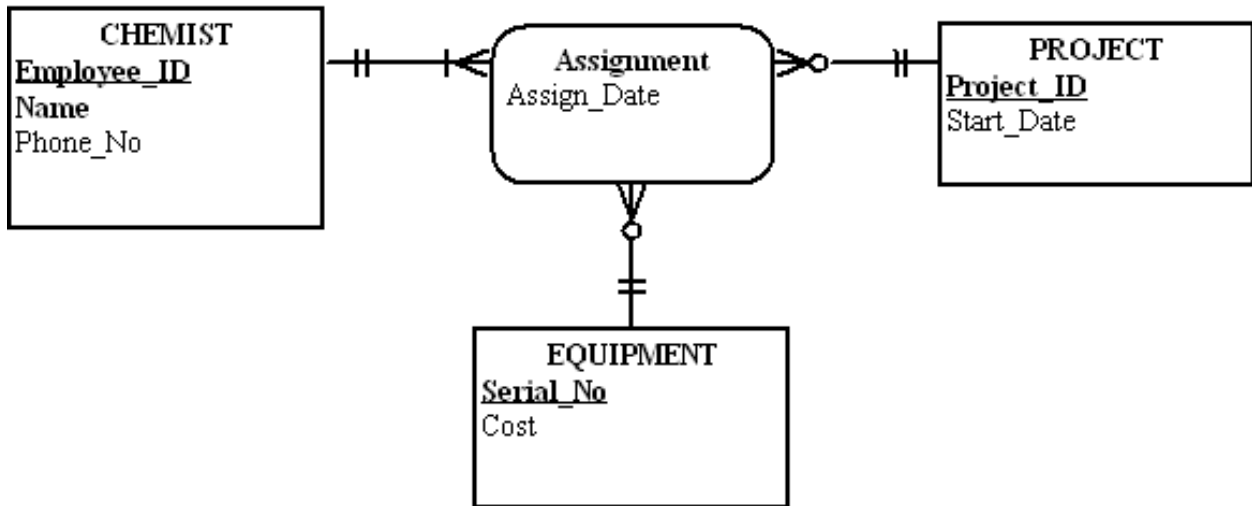 CHEMIST
Employee_ID
Name
Phone_No
Assignment
Assign_Date
PROJECT
Project_ID
Start_Date
EQUIPMENT
Serial_No
Cost